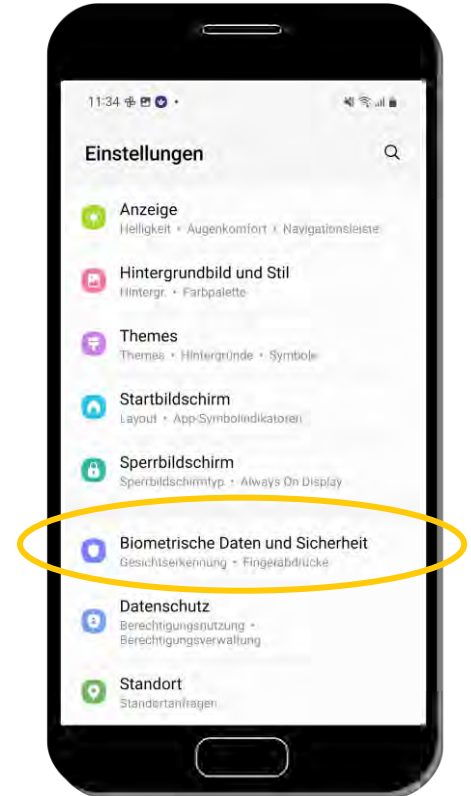 11:34
Einstellungen
Anzeige
Helligkeit • Augenkomfort • Navigationsleiste
Hintergrundbild und Stil
Hintergr. • Farbpalette
Themes
Themes • Hintergründe • Symbole
Startbildschirm
Layout • App-Symbolindikatoren
Sperrbildschirm
Sperrbildschirmtyp • Always On Display
Biometrische Daten und Sicherheit
Gesichtserkennung • Fingerabdrücke
Datenschutz
Berechtigungsnutzung •
Berechtigungsverwaltung
Standort
Standortanfragen